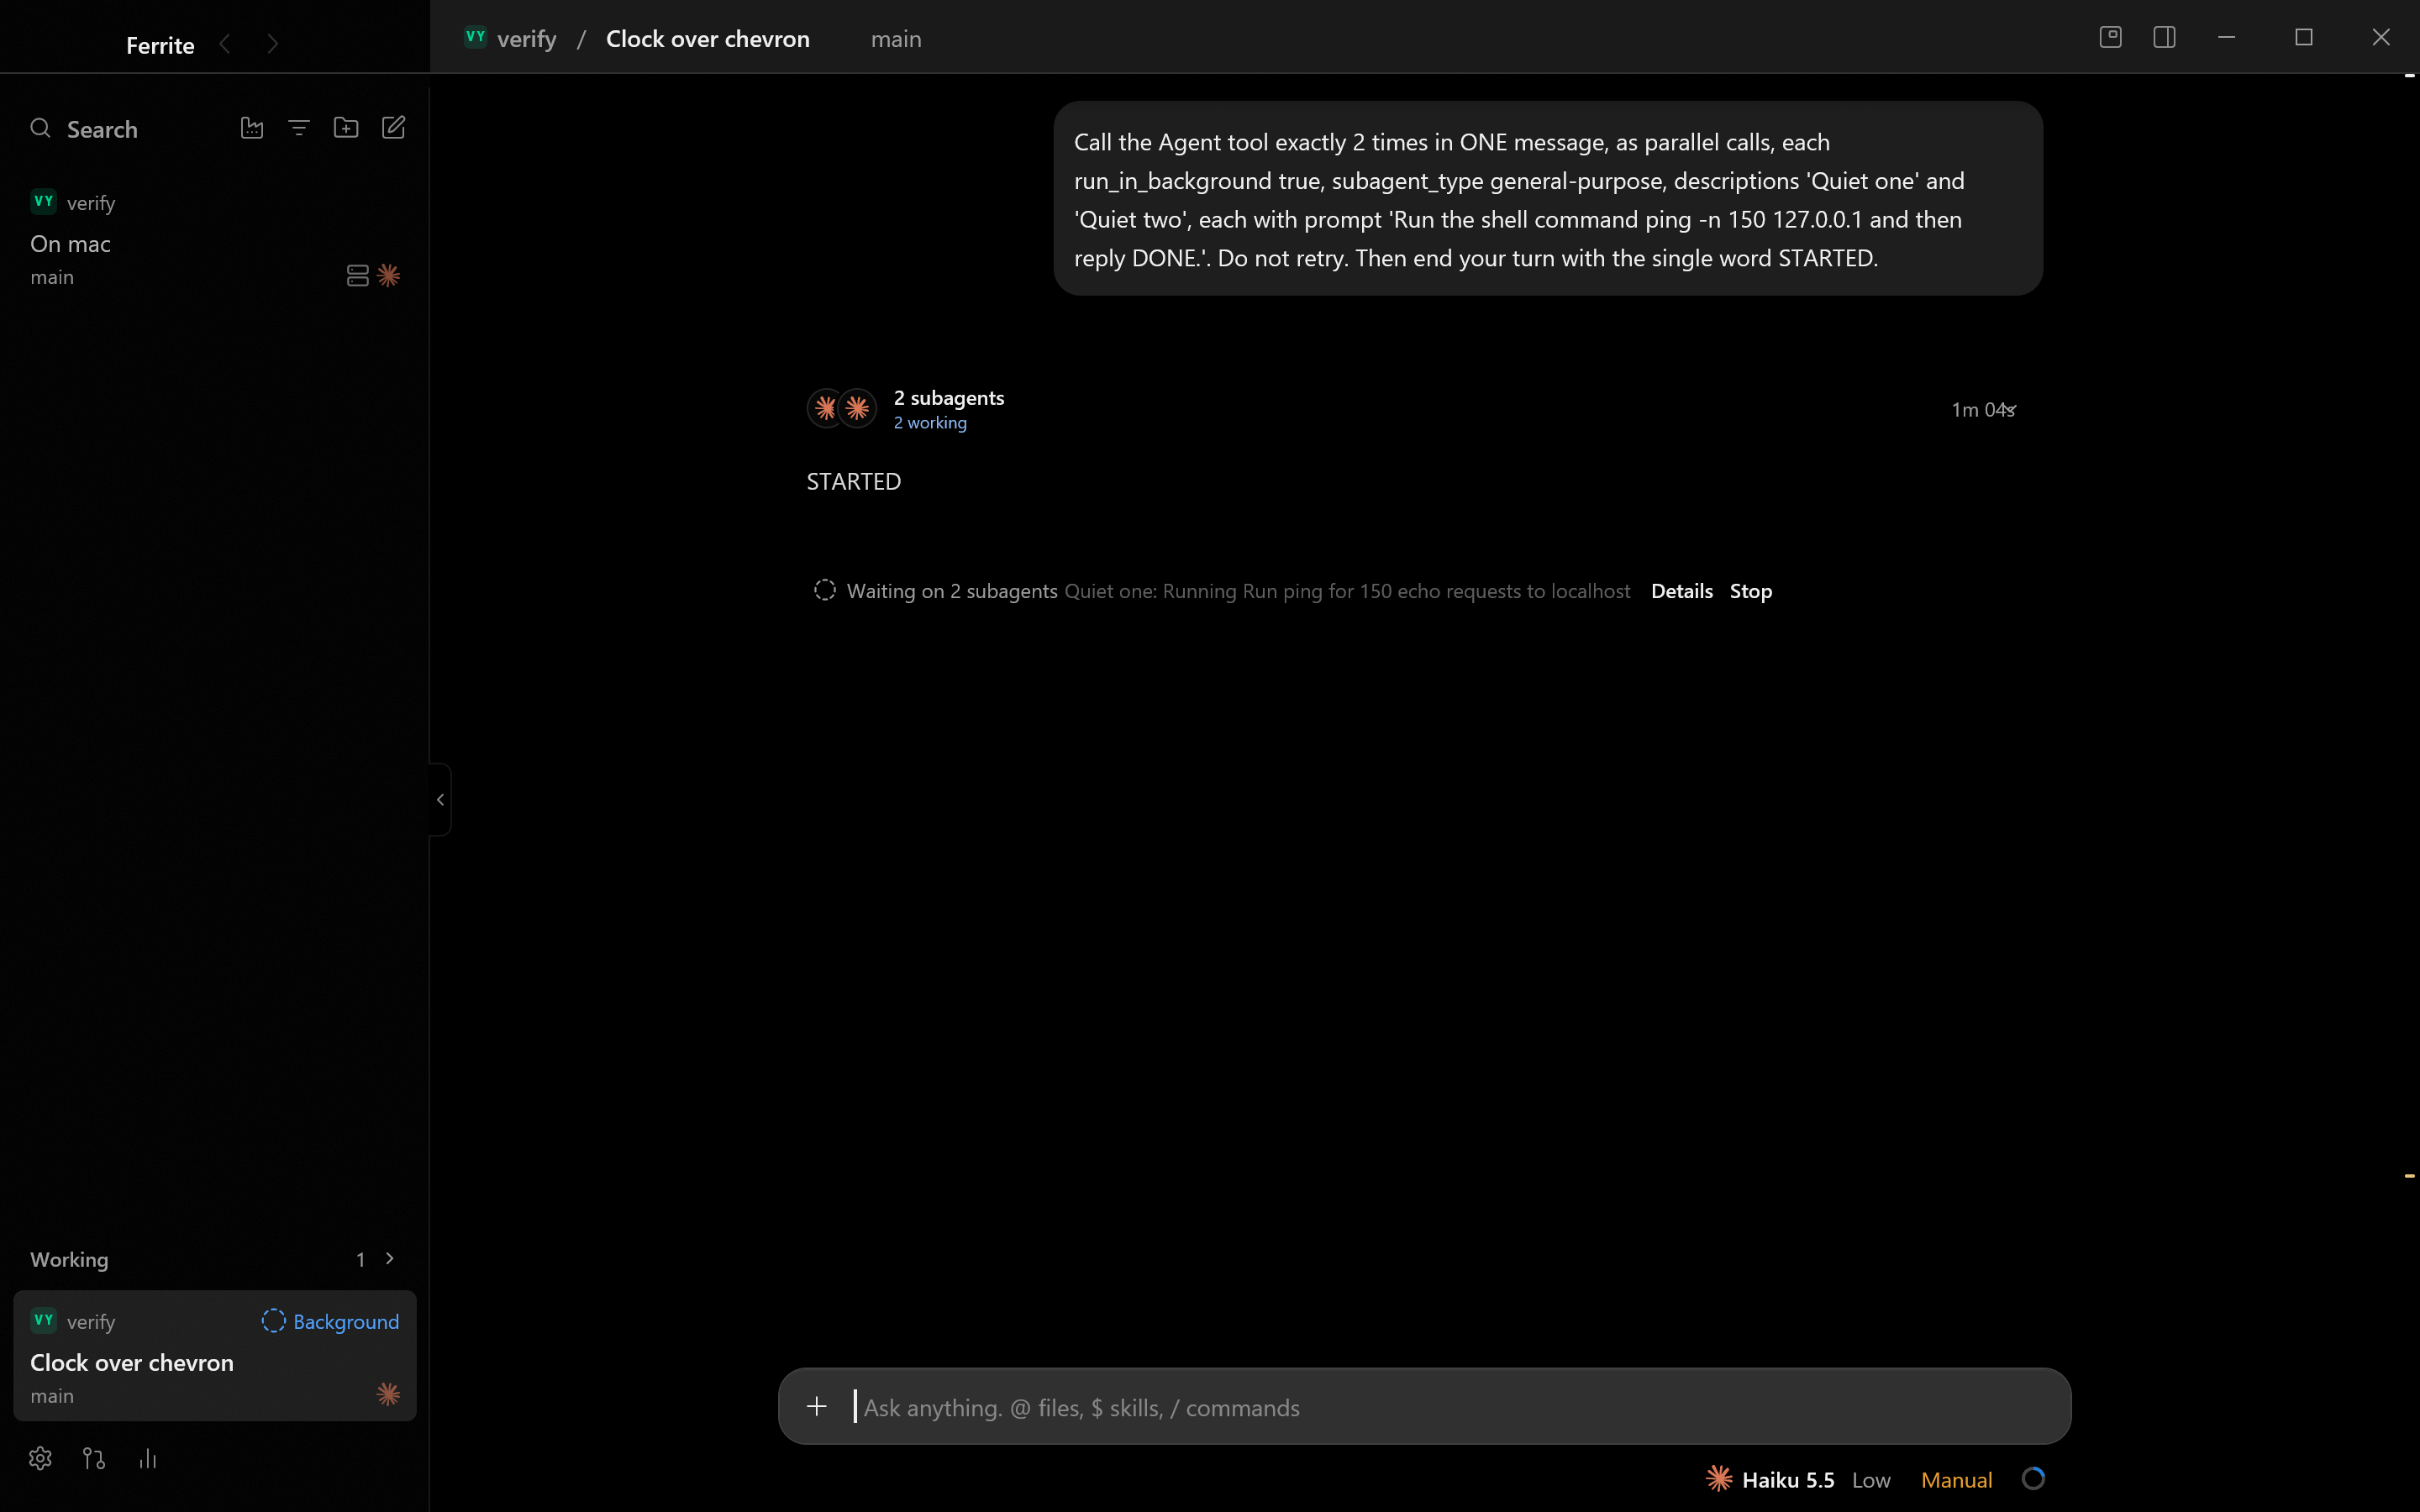 Ferrite
VY verify / Clock over chevron main
Search
VY verify
On mac
main
Call the Agent tool exactly 2 times in ONE message, as parallel calls, each
run_in_background true, subagent_type general-purpose, descriptions 'Quiet one' and
'Quiet two', each with prompt 'Run the shell command ping -n 150 127.0.0.1 and then
reply DONE.'. Do not retry. Then end your turn with the single word STARTED.
2 subagents
2 working
1m 04s
STARTED
Waiting on 2 subagents Quiet one: Running Run ping for 150 echo requests to localhost Details Stop
Working 1
VY verify Background
Clock over chevron
main
Ask anything. @ files, $ skills, / commands
Haiku 5.5 Low Manual